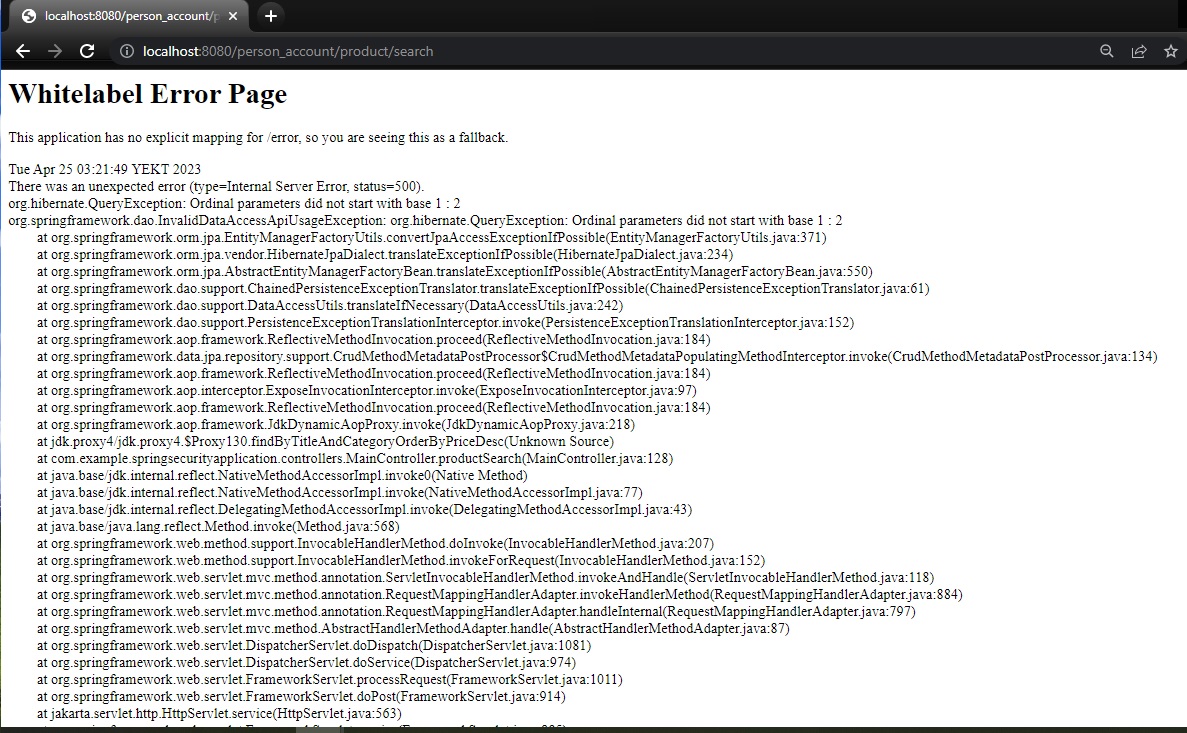 localhost:8080/person_account/p
localhost:8080/person_account/product/search
Whitelabel Error Page
This application has no explicit mapping for /error, so you are seeing this as a fallback.
Tue Apr 25 03:21:49 YEKT 2023
There was an unexpected error (type=Internal Server Error, status=500).
org.hibernate.QueryException: Ordinal parameters did not start with base 1 : 2
org.springframework.dao.InvalidDataAccessApiUsageException: org.hibernate.QueryException: Ordinal parameters did not start with base 1 : 2
at org.springframework.orm.jpa.EntityManagerFactoryUtils.convertJpaAccessExceptionIfPossible(EntityManagerFactoryUtils.java:371)
at org.springframework.orm.jpa.vendor.HibernateJpaDialect.translateExceptionIfPossible(HibernateJpaDialect.java:234)
at org.springframework.orm.jpa.AbstractEntityManagerFactoryBean.translateExceptionIfPossible(AbstractEntityManagerFactoryBean.java:550)
at org.springframework.dao.support.ChainedPersistenceExceptionTranslator.translateExceptionIfPossible(ChainedPersistenceExceptionTranslator.java:61)
at org.springframework.dao.support.DataAccessUtils.translateIfNecessary(DataAccessUtils.java:242)
at org.springframework.dao.support.PersistenceExceptionTranslationInterceptor.invoke(PersistenceExceptionTranslationInterceptor.java:152)
at org.springframework.aop.framework.ReflectiveMethodInvocation.proceed(ReflectiveMethodInvocation.java:184)
at org.springframework.data.jpa.repository.support.CrudMethodMetadataPostProcessor$CrudMethodMetadataPopulatingMethodInterceptor.invoke(CrudMethodMetadataPostProcessor.java:134)
at org.springframework.aop.framework.ReflectiveMethodInvocation.proceed(ReflectiveMethodInvocation.java:184)
at org.springframework.aop.interceptor.ExposeInvocationInterceptor.invoke(ExposeInvocationInterceptor.java:97)
at org.springframework.aop.framework.ReflectiveMethodInvocation.proceed(ReflectiveMethodInvocation.java:184)
at org.springframework.aop.framework.JdkDynamicAopProxy.invoke(JdkDynamicAopProxy.java:218)
at jdk.proxy4/jdk.proxy4.$Proxy130.findByTitleAndCategoryOrderByPriceDesc(Unknown Source)
at com.example.springsecurityapplication.controllers.MainController.productSearch(MainController.java:128)
at java.base/jdk.internal.reflect.NativeMethodAccessorImpl.invoke0(Native Method)
at java.base/jdk.internal.reflect.NativeMethodAccessorImpl.invoke(NativeMethodAccessorImpl.java:77)
at java.base/jdk.internal.reflect.DelegatingMethodAccessorImpl.invoke(DelegatingMethodAccessorImpl.java:43)
at java.base/java.lang.reflect.Method.invoke(Method.java:568)
at org.springframework.web.method.support.InvocableHandlerMethod.doInvoke(InvocableHandlerMethod.java:207)
at org.springframework.web.method.support.InvocableHandlerMethod.invokeForRequest(InvocableHandlerMethod.java:152)
at org.springframework.web.servlet.mvc.method.annotation.ServletInvocableHandlerMethod.invokeAndHandle(ServletInvocableHandlerMethod.java:118)
at org.springframework.web.servlet.mvc.method.annotation.RequestMappingHandlerAdapter.invokeHandlerMethod(RequestMappingHandlerAdapter.java:884)
at org.springframework.web.servlet.mvc.method.annotation.RequestMappingHandlerAdapter.handleInternal(RequestMappingHandlerAdapter.java:797)
at org.springframework.web.servlet.mvc.method.AbstractHandlerMethodAdapter.handle(AbstractHandlerMethodAdapter.java:87)
at org.springframework.web.servlet.DispatcherServlet.doDispatch(DispatcherServlet.java:1081)
at org.springframework.web.servlet.DispatcherServlet.doService(DispatcherServlet.java:974)
at org.springframework.web.servlet.FrameworkServlet.processRequest(FrameworkServlet.java:1011)
at org.springframework.web.servlet.FrameworkServlet.doPost(FrameworkServlet.java:914)
at jakarta.servlet.http.HttpServlet.service(HttpServlet.java:563)